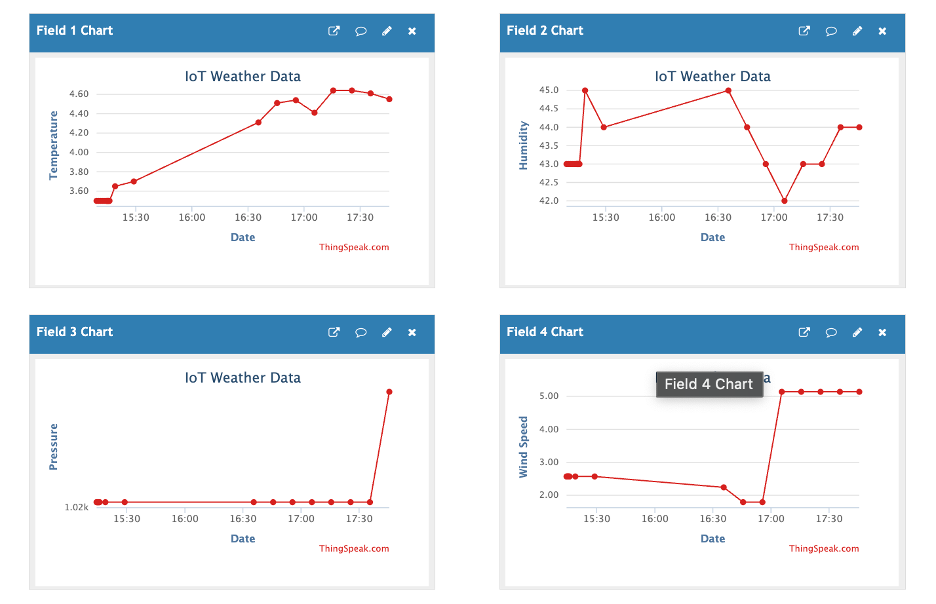 Field 1 Chart
IoT Weather Data
Temperature
4.60
4.40
4.20
4.00
3.80
3.60
15:30 16:00 16:30 17:00 17:30
Date
ThingSpeak.com
Field 2 Chart
IoT Weather Data
Humidity
45.0
44.5
44.0
43.5
43.0
42.5
42.0
15:30 16:00 16:30 17:00 17:30
Date
ThingSpeak.com
Field 3 Chart
IoT Weather Data
Pressure
1.02k
15:30 16:00 16:30 17:00 17:30
Date
ThingSpeak.com
Field 4 Chart
Field 4 Chart
a
Wind Speed
5.00
4.00
3.00
2.00
15:30 16:00 16:30 17:00 17:30
Date
ThingSpeak.com